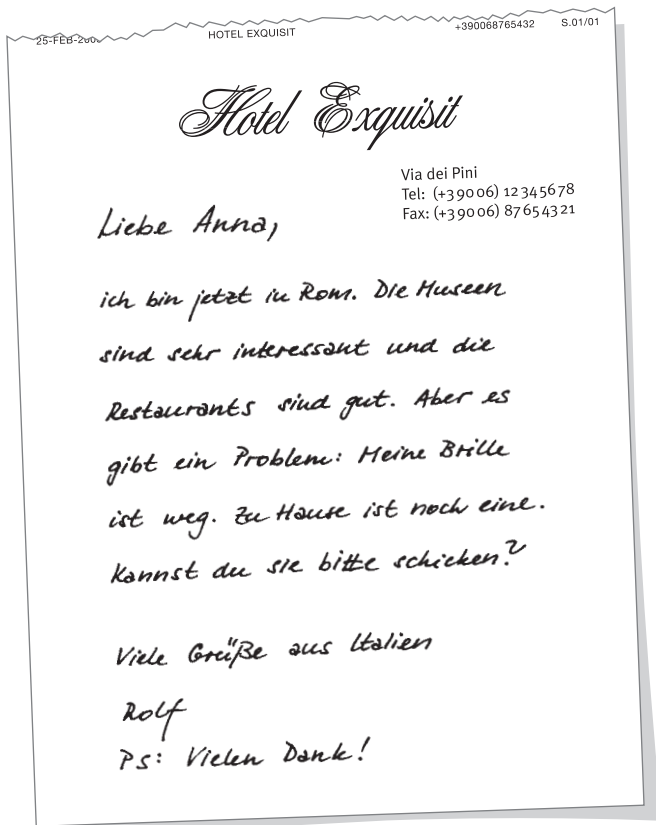 25-FEB-200
HOTEL EXQUISIT
+390068765432
S.01/01
Hotel Exquisit
Via dei Pini
Tel: (+39006) 12345678
Fax: (+39006) 87654321
Liebe Anna,
ich bin jetzt in Rom. Die Museen
sind sehr interessant und die
Restaurants sind gut. Aber es
gibt ein Problem: Meine Brille
ist weg. Zu Hause ist noch eine.
Kannst du sie bitte schicken?
Viele Grüße aus Italien
Rolf
Ps: Vielen Dank!